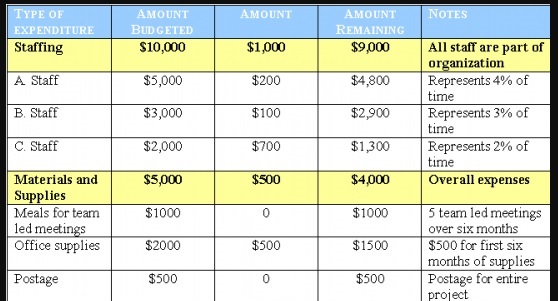 TYPE OF EXPENDITURE AMOUNT BUDGETED AMOUNT AMOUNT REMAINING NOTES
Staffing $10,000 $1,000 $9,000 All staff are part of organization
A. Staff $5,000 $200 $4,800 Represents 4% of time
B. Staff $3,000 $100 $2,900 Represents 3% of time
C. Staff $2,000 $700 $1,300 Represents 2% of time
Materials and Supplies $5,000 $500 $4,000 Overall expenses
Meals for team led meetings $1000 0 $1000 5 team led meetings over six months
Office supplies $2000 $500 $1500 $500 for first six months of supplies
Postage $500 0 $500 Postage for entire project